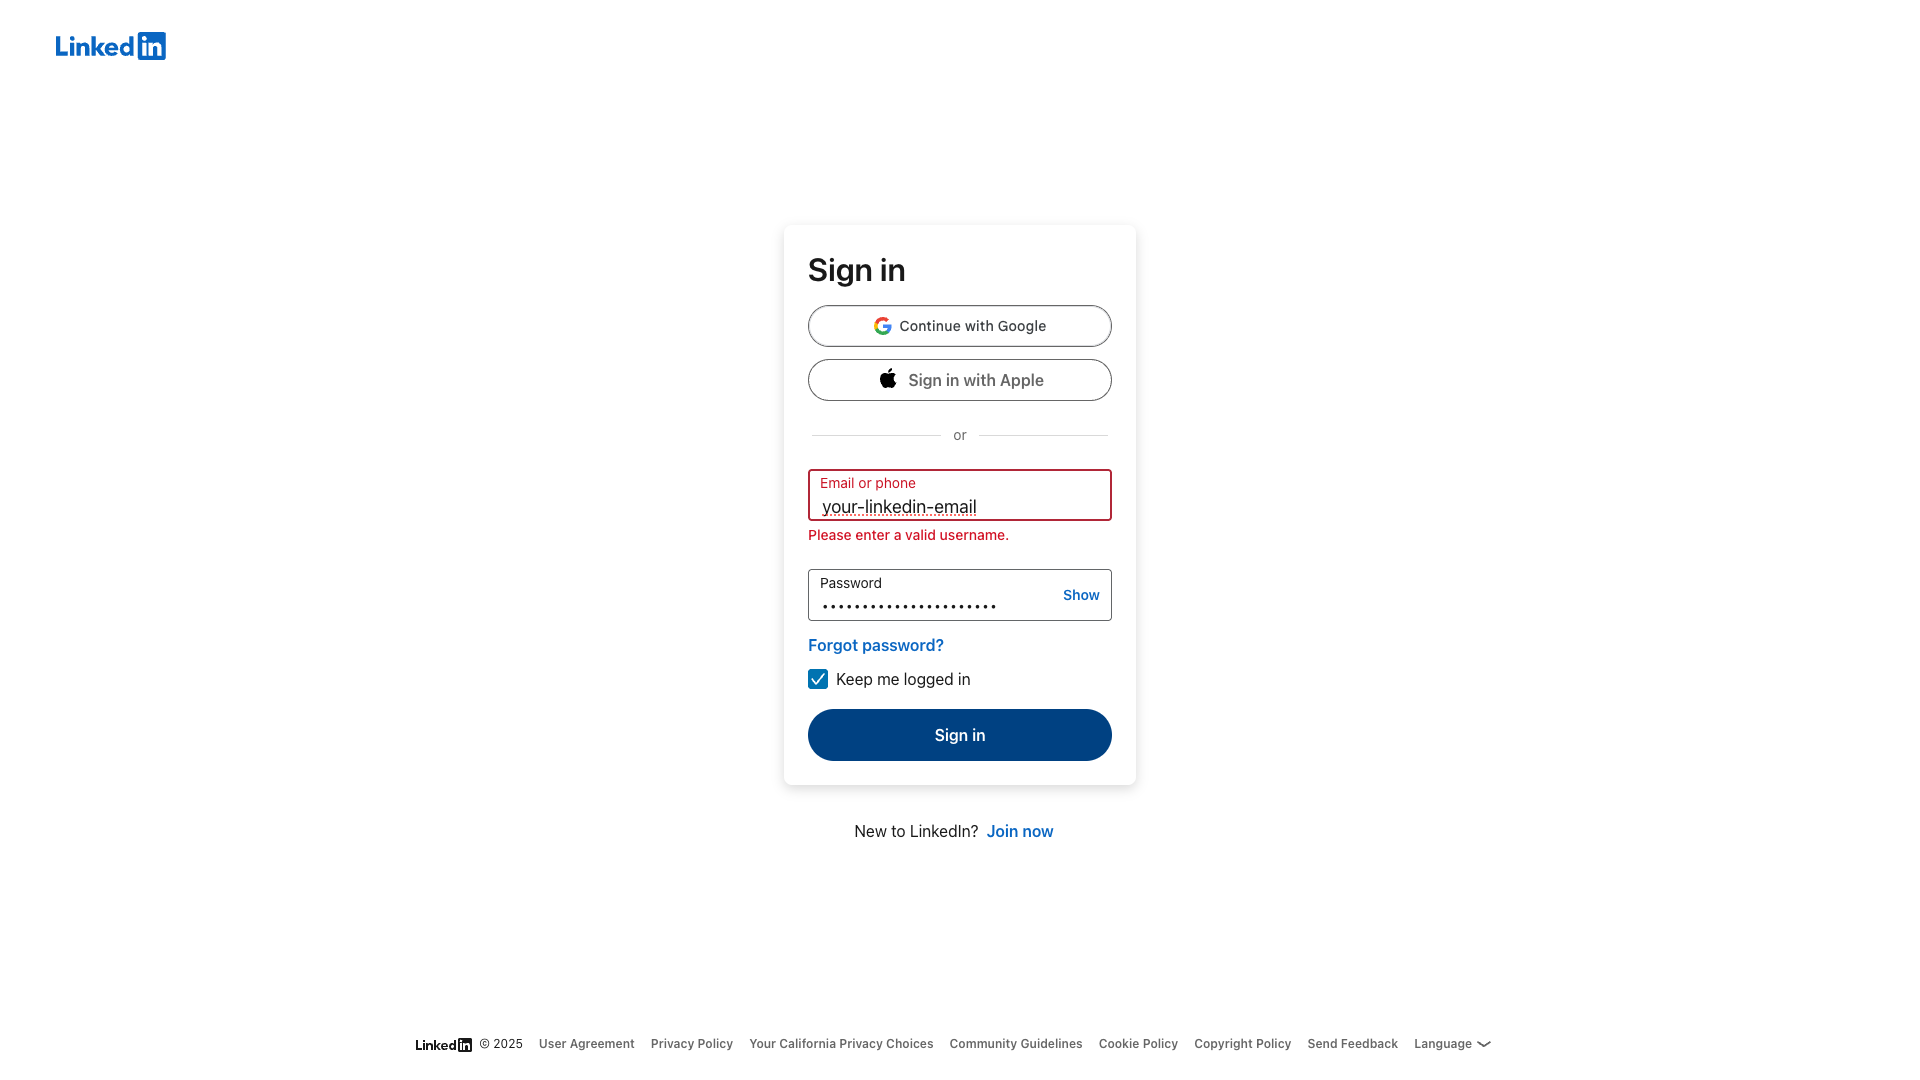 Linkedin
Sign in
Continue with Google
Sign in with Apple
or
Email or phone
your-linkedin-email
Please enter a valid username.
Password
••••••••••••••••••••••
Show
Forgot password?
Keep me logged in
Sign in
New to LinkedIn? Join now
Linkedin © 2025 User Agreement Privacy Policy Your California Privacy Choices Community Guidelines Cookie Policy Copyright Policy Send Feedback Language